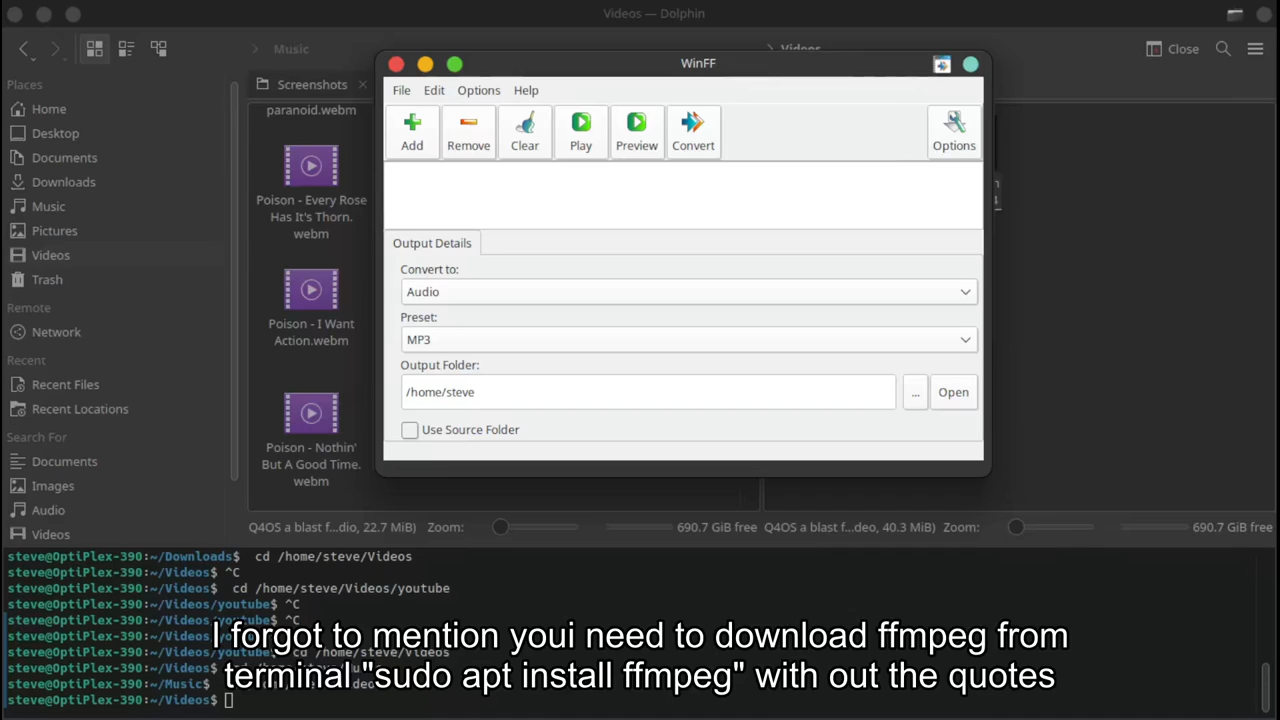 Videos — Dolphin
Music
Videos
Close
Places
Home
Desktop
Documents
Downloads
Music
Pictures
Videos
Trash
Remote
Network
Recent
Recent Files
Recent Locations
Search For
Documents
Images
Audio
Videos
Screenshots
paranoid.webm
Poison - Every Rose
Has It's Thorn.
webm
Poison - I Want
Action.webm
Poison - Nothin'
But A Good Time.
webm
WinFF
File Edit Options Help
Add Remove Clear Play Preview Convert Options
Output Details
Convert to:
Audio
Preset:
MP3
Output Folder:
/home/steve
... Open
Use Source Folder
Q4OS a blast f...dio, 22.7 MiB) Zoom: 690.7 GiB free
Q4OS a blast f...deo, 40.3 MiB) Zoom: 690.7 GiB free
steve@OptiPlex-390:~/Downloads$ cd /home/steve/Videos
steve@OptiPlex-390:~/Videos$ ^C
steve@OptiPlex-390:~/Videos$ cd /home/steve/Videos/youtube
steve@OptiPlex-390:~/Videos/youtube$ ^C
steve@OptiPlex-390:~/Videos/youtube$ ^C
steve@OptiPlex-390:~/Videos/
steve@OptiPlex-390:~/Videos
steve@OptiPlex-390:~/Videos
steve@OptiPlex-390:~/Music$
steve@OptiPlex-390:~/Videos$
I forgot to mention youi need to download ffmpeg from
terminal "sudo apt install ffmpeg" with out the quotes